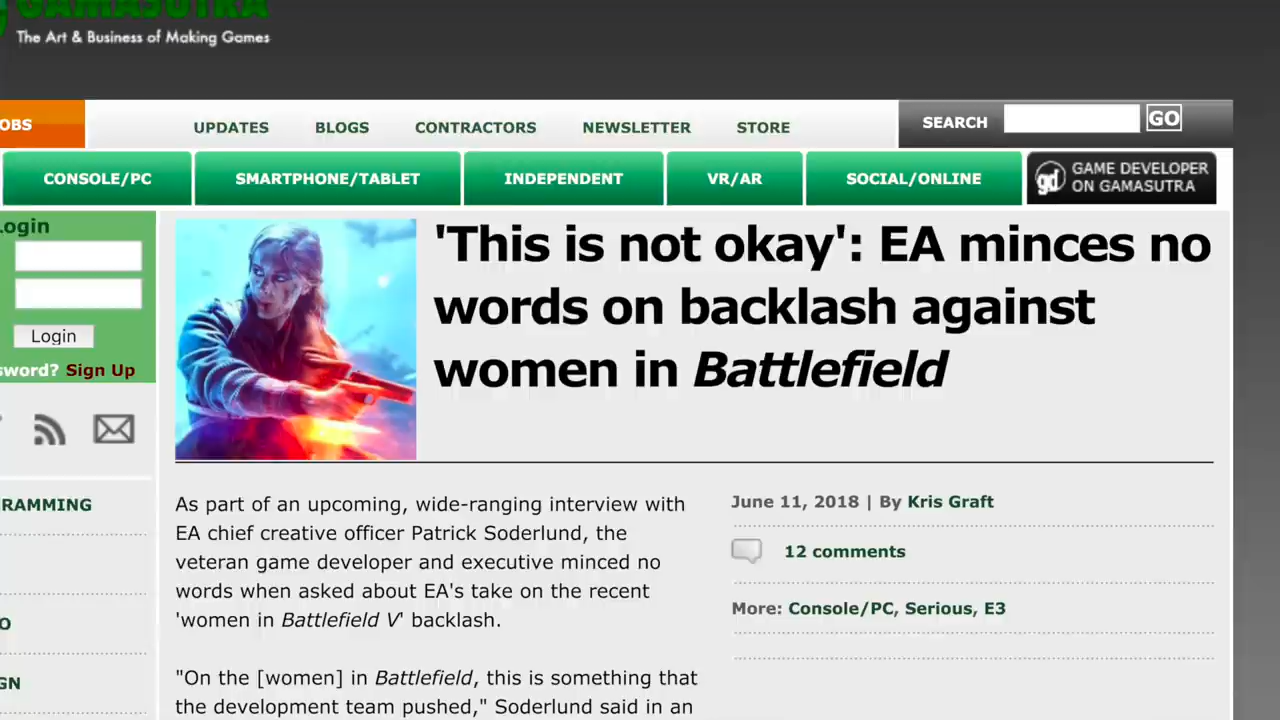 GAMASUTRA
The Art & Business of Making Games
OBS
UPDATES
BLOGS
CONTRACTORS
NEWSLETTER
STORE
SEARCH
GO
CONSOLE/PC
SMARTPHONE/TABLET
INDEPENDENT
VR/AR
SOCIAL/ONLINE
gd
GAME DEVELOPER
ON GAMASUTRA
Login
Login
sword? Sign Up
RAMMING
O
GN
'This is not okay': EA minces no
words on backlash against
women in Battlefield
As part of an upcoming, wide-ranging interview with
EA chief creative officer Patrick Soderlund, the
veteran game developer and executive minced no
words when asked about EA's take on the recent
'women in Battlefield V' backlash.
"On the [women] in Battlefield, this is something that
the development team pushed," Soderlund said in an
June 11, 2018 | By Kris Graft
12 comments
More: Console/PC, Serious, E3